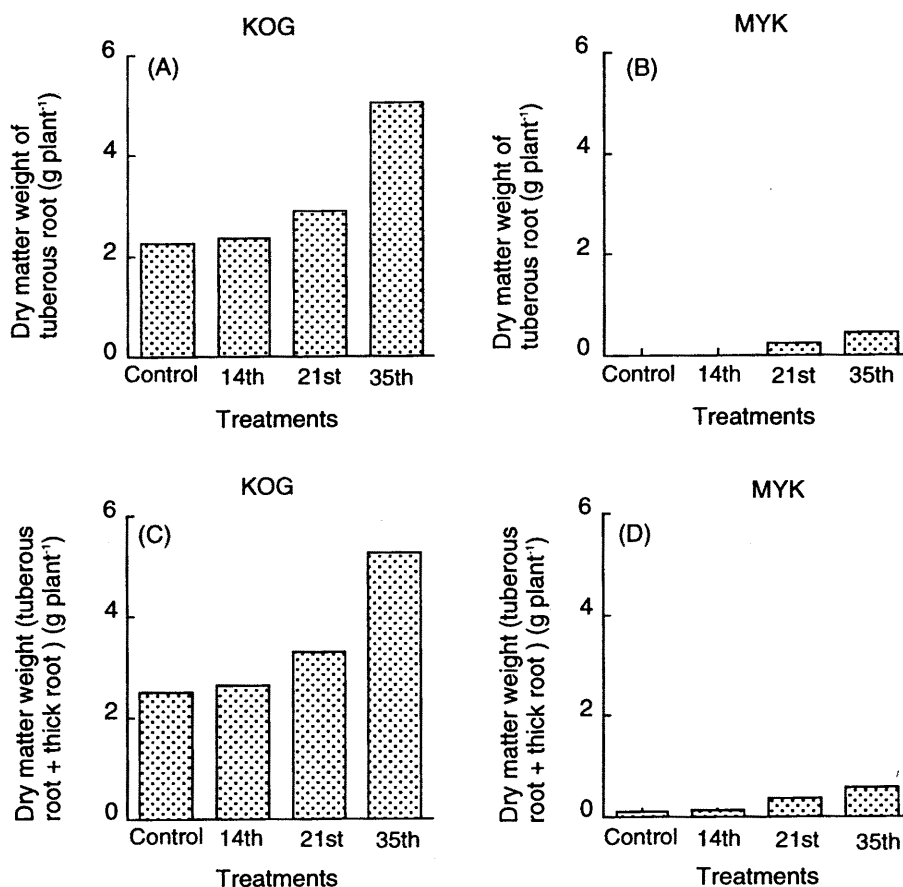 KOG
(A)
Dry matter weight of
tuberous root (g plant⁻¹)
6
4
2
0
Control 14th 21st 35th
Treatments
MYK
(B)
Dry matter weight of
tuberous root (g plant⁻¹)
6
4
2
0
Control 14th 21st 35th
Treatments
KOG
(C)
Dry matter weight (tuberous
root + thick root ) (g plant⁻¹)
6
4
2
0
Control 14th 21st 35th
Treatments
MYK
(D)
Dry matter weight (tuberous
root + thick root ) (g plant⁻¹)
6
4
2
0
Control 14th 21st 35th
Treatments